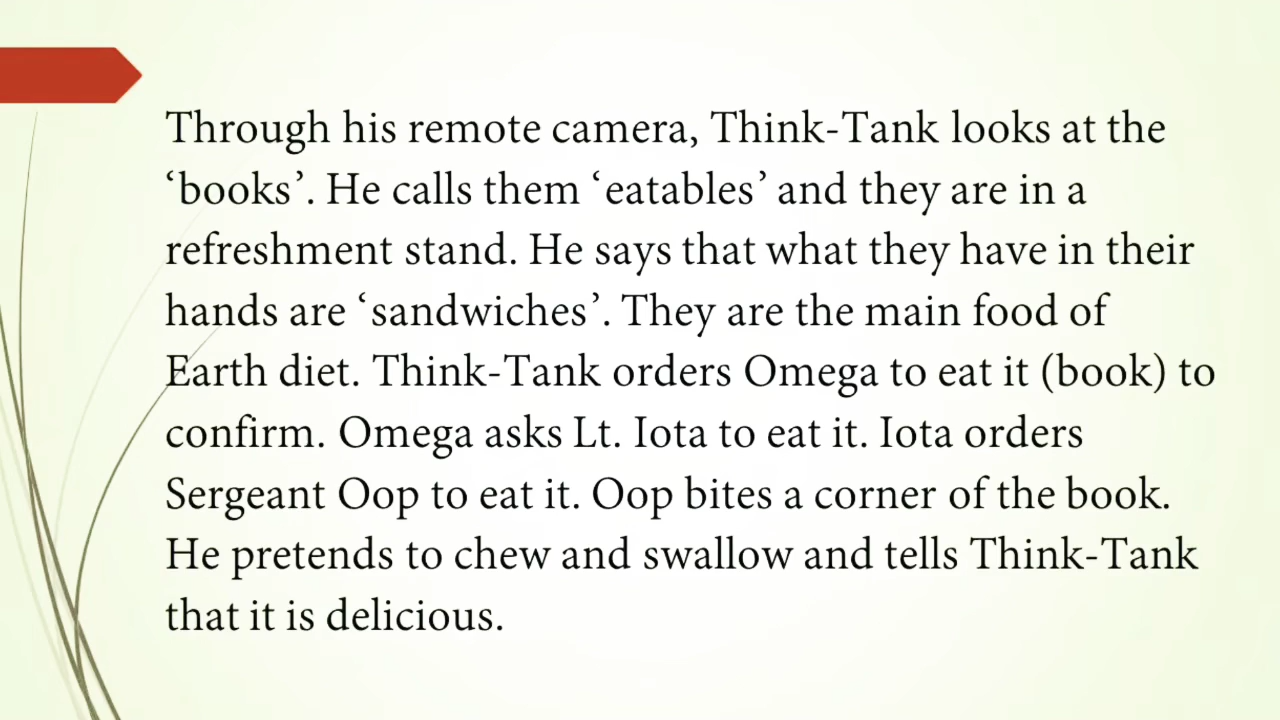 Through his remote camera, Think-Tank looks at the
‘books’. He calls them ‘eatables’ and they are in a
refreshment stand. He says that what they have in their
hands are ‘sandwiches’. They are the main food of
Earth diet. Think-Tank orders Omega to eat it (book) to
confirm. Omega asks Lt. Iota to eat it. Iota orders
Sergeant Oop to eat it. Oop bites a corner of the book.
He pretends to chew and swallow and tells Think-Tank
that it is delicious.